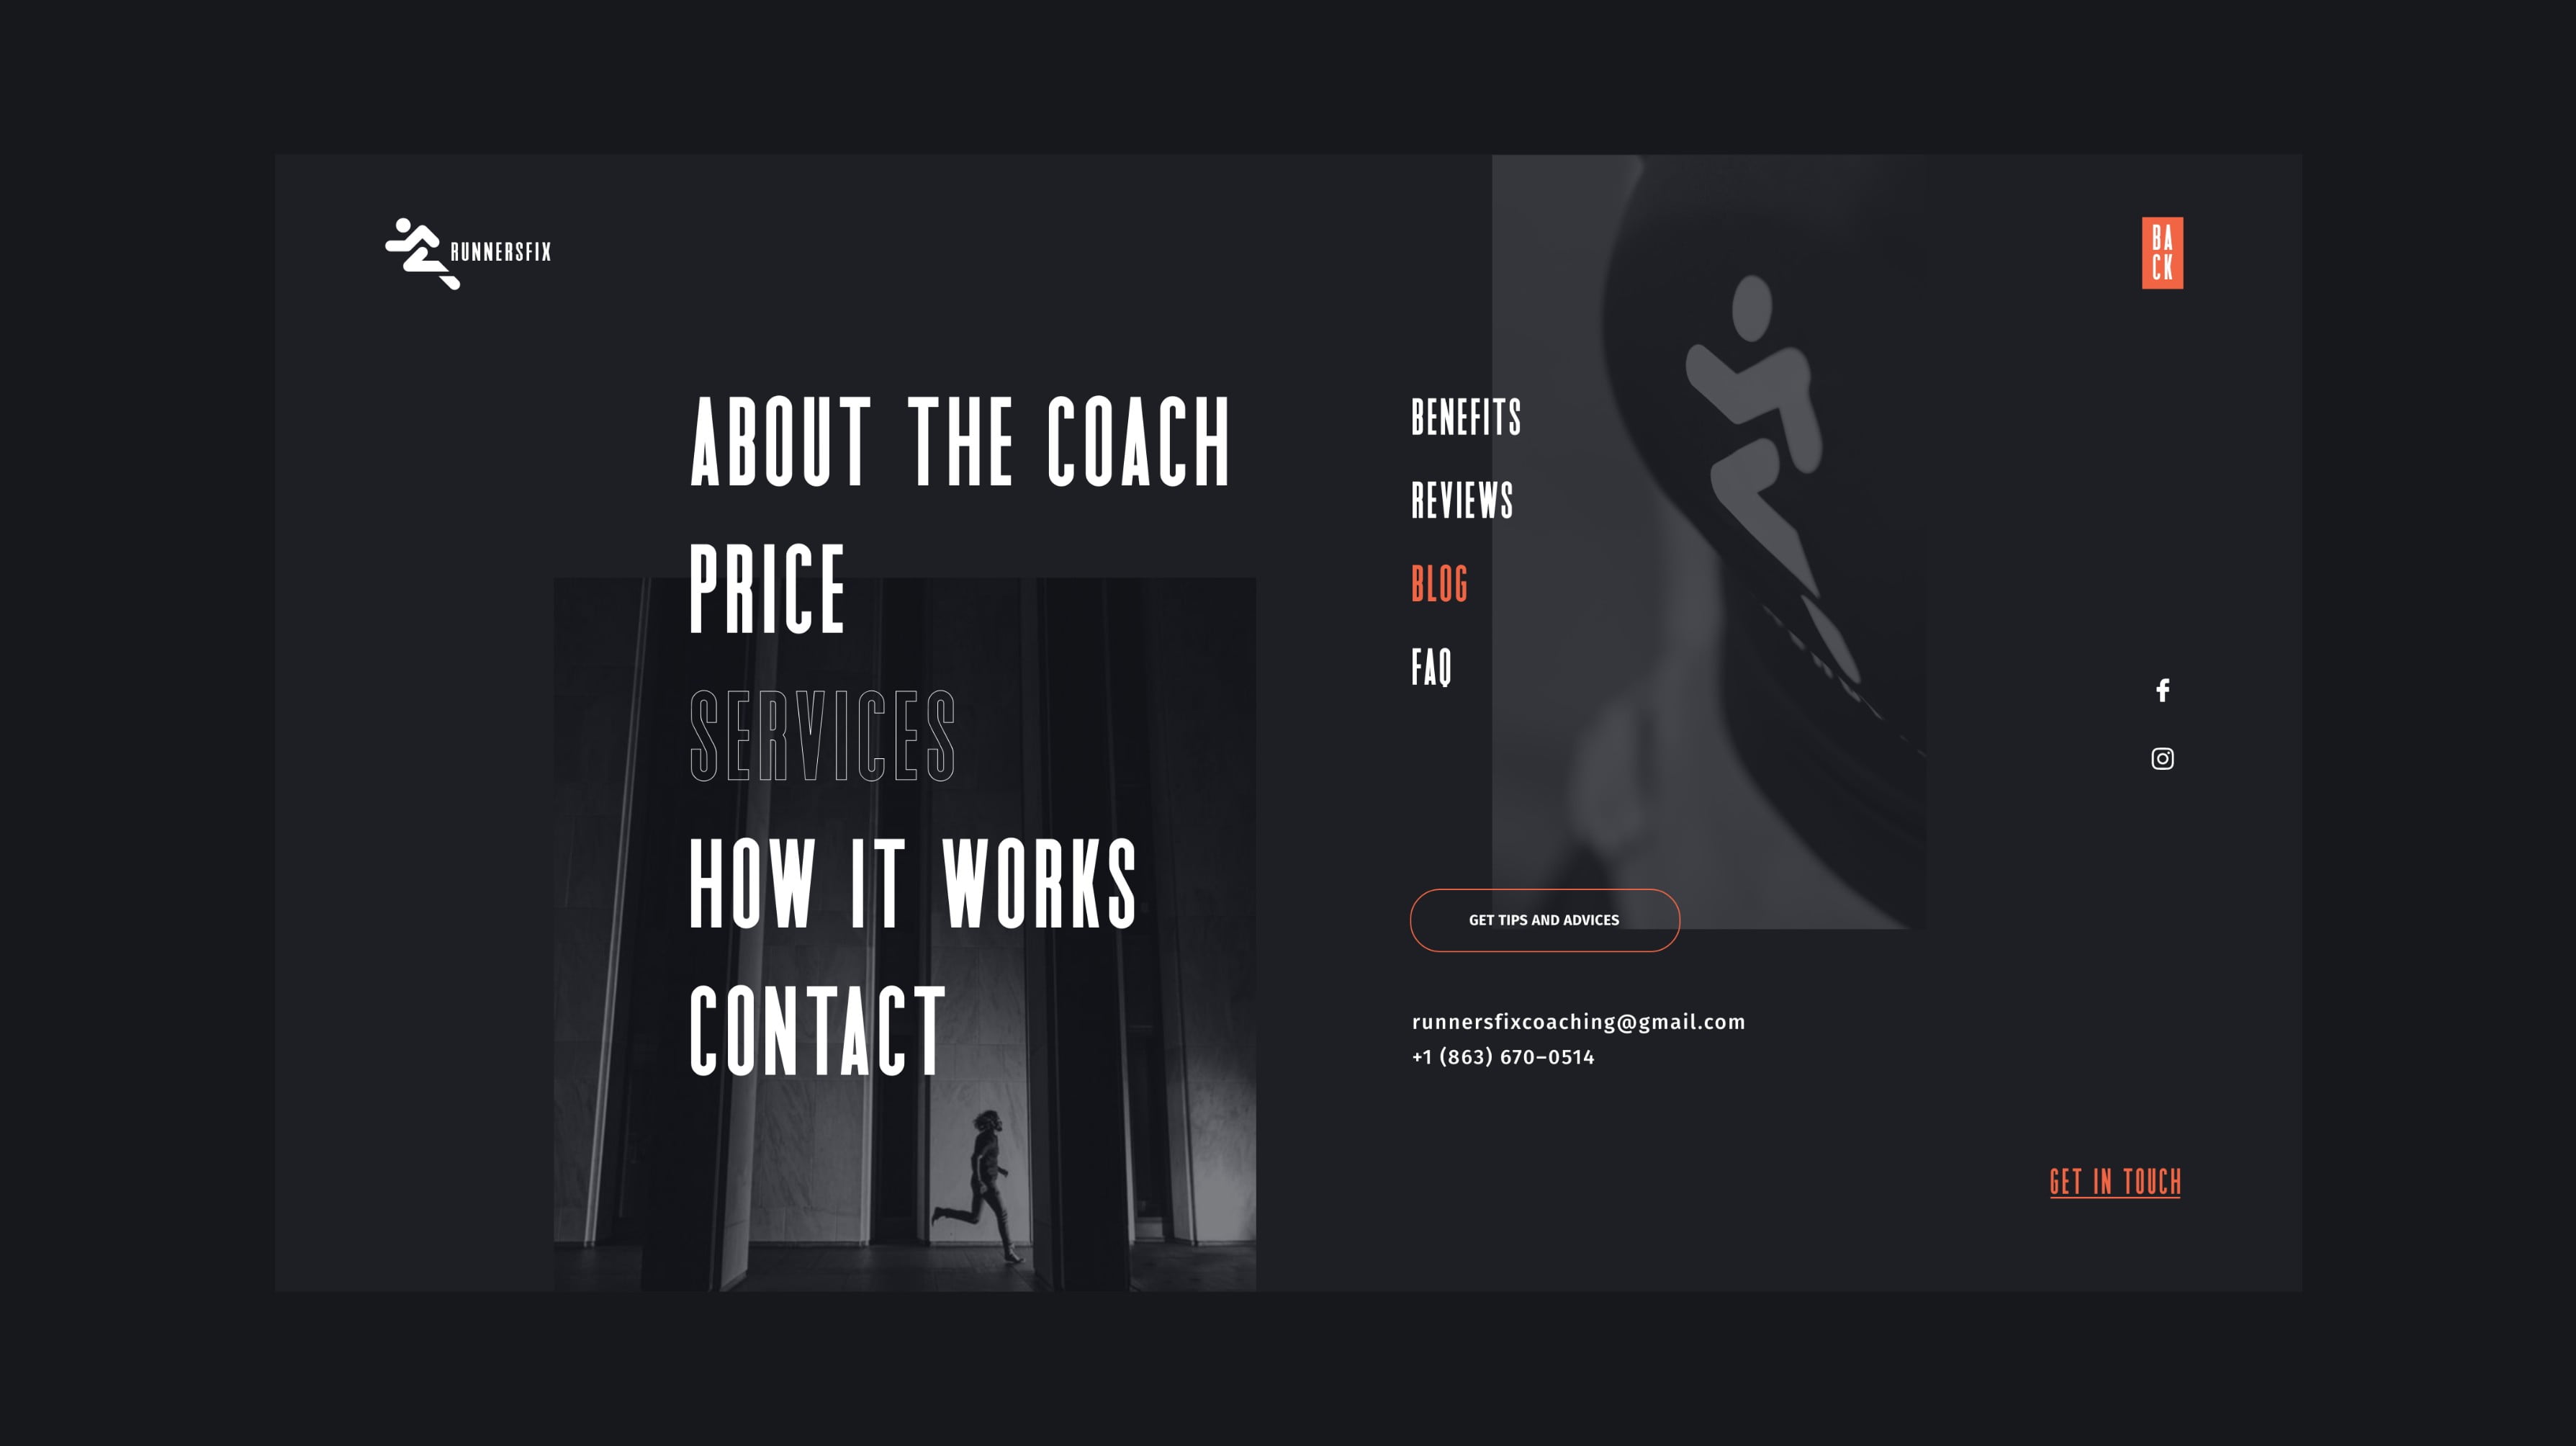 RUNNERSFIX
BA
CK
ABOUT THE COACH
PRICE
SERVICES
HOW IT WORKS
CONTACT
BENEFITS
REVIEWS
BLOG
FAQ
GET TIPS AND ADVICES
runnersfixcoaching@gmail.com
+1 (863) 670–0514
GET IN TOUCH